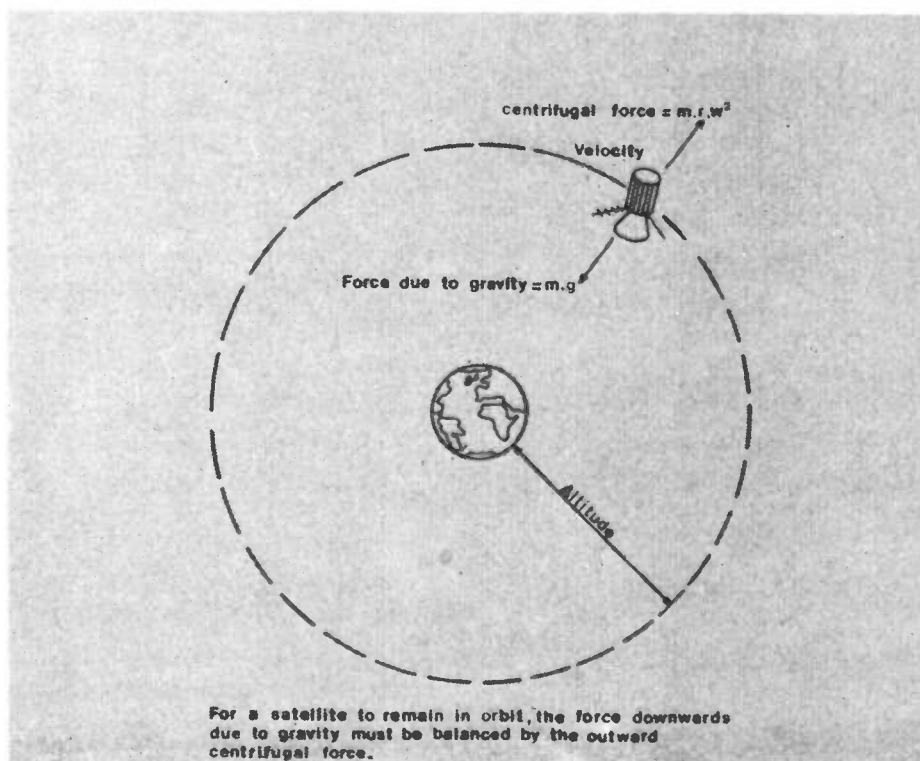 centrifugal force = m.r.w²
Velocity
Force due to gravity = m.g
Altitude
For a satellite to remain in orbit, the force downwards
due to gravity must be balanced by the outward
centrifugal force.